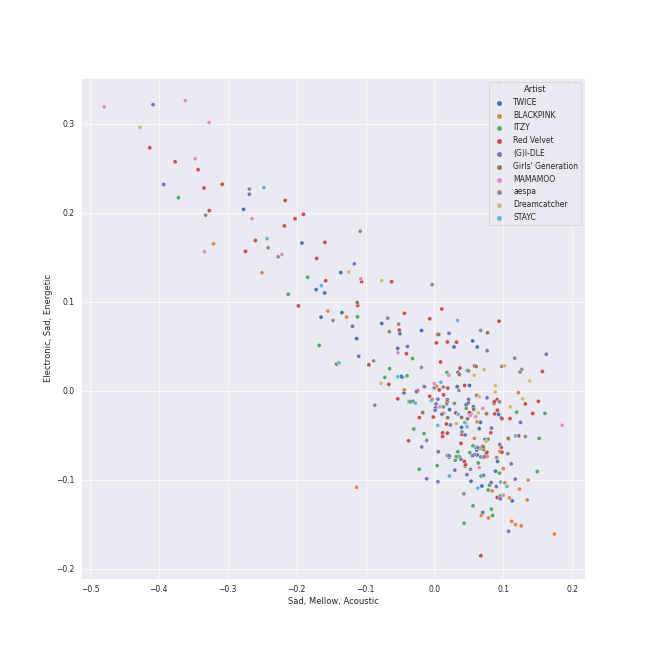 Artist
TWICE
BLACKPINK
ITZY
Red Velvet
(G)I-DLE
Girls' Generation
MAMAMOO
aespa
Dreamcatcher
STAYC
0.3
0.2
0.1
0.0
−0.1
−0.2
Electronic, Sad, Energetic
−0.5 −0.4 −0.3 −0.2 −0.1 0.0 0.1 0.2
Sad, Mellow, Acoustic